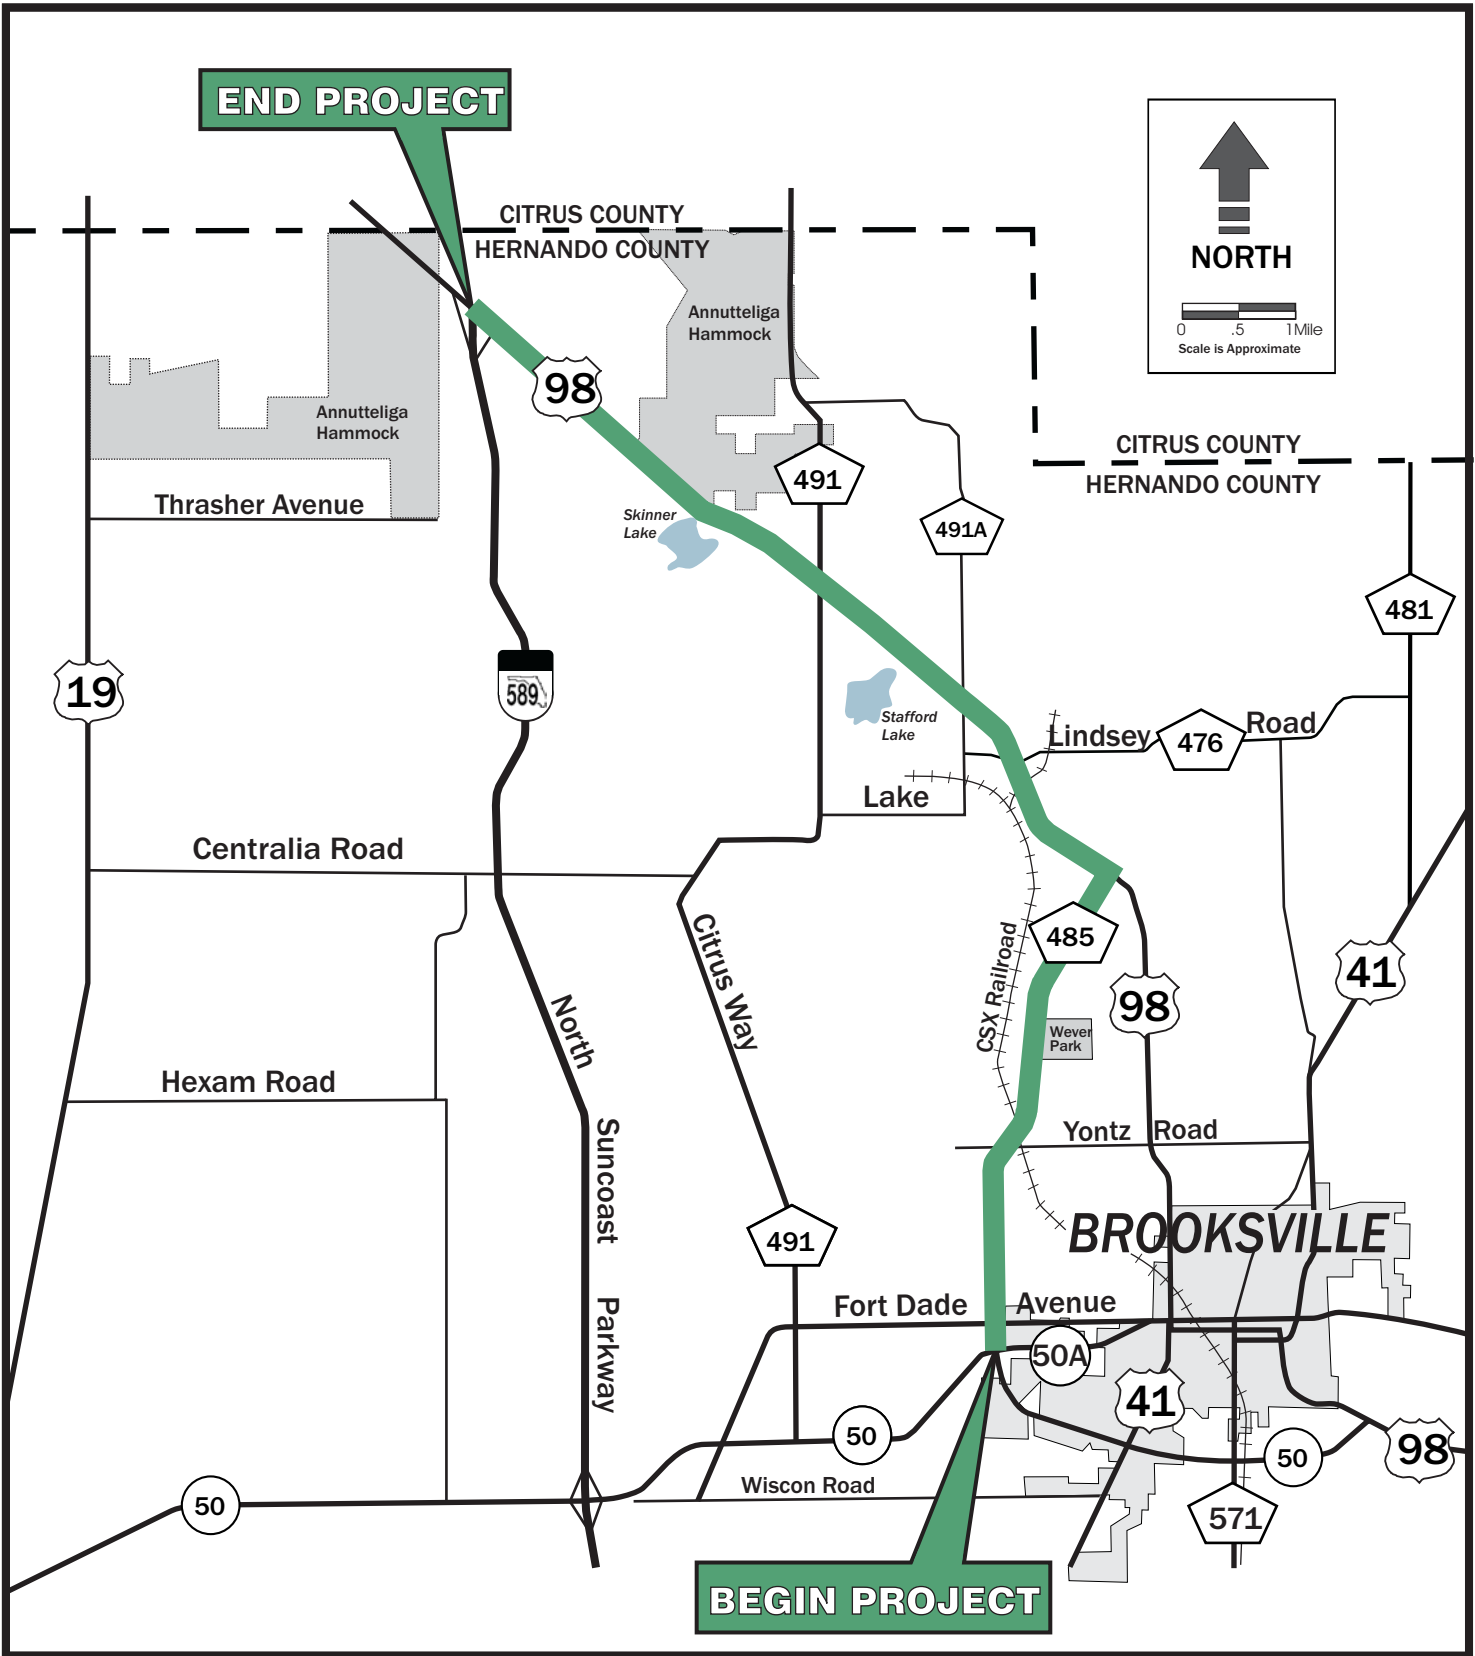 END PROJECT
CITRUS COUNTY
HERNANDO COUNTY
NORTH
0 .5 1 Mile
Scale is Approximate
Annutteliga
Hammock
98
Annutteliga
Hammock
CITRUS COUNTY
HERNANDO COUNTY
491
Thrasher Avenue
Skinner
Lake
491A
481
19
589
Stafford
Lake
Lindsey
476
Road
Lake
Centralia Road
485
CSX Railroad
Citrus Way
41
98
North
Suncoast
Parkway
Wever
Park
Hexam Road
Yontz Road
BROOKSVILLE
491
Fort Dade Avenue
50A
41
50
50
98
Wiscon Road
50
571
BEGIN PROJECT